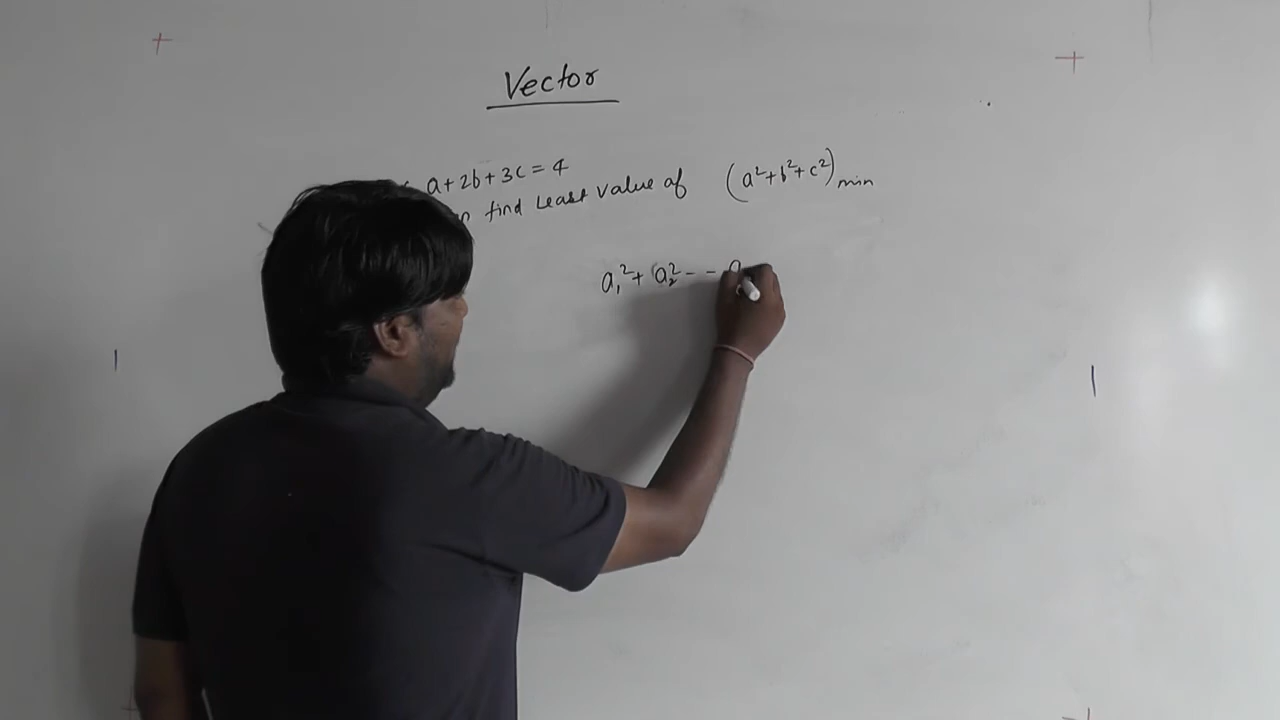 Vector
a+2b+3c=4
find Least value of (a²+b²+c²)min
a₁²+ a₂² - - a